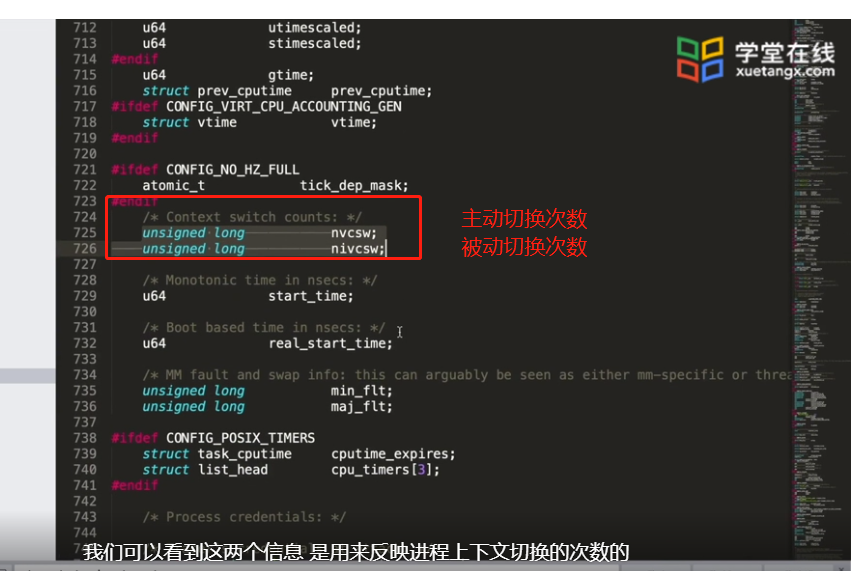 学堂在线
xuetangx.com
712 u64 utimescaled;
713 u64 stimescaled;
714 #endif
715 u64 gtime;
716 struct prev_cputime prev_cputime;
717 #ifdef CONFIG_VIRT_CPU_ACCOUNTING_GEN
718 struct vtime vtime;
719 #endif
720
721 #ifdef CONFIG_NO_HZ_FULL
722 atomic_t tick_dep_mask;
723 #endif
724 /* Context switch counts: */
725 unsigned long nvcsw; 主动切换次数
726 unsigned long nivcsw; 被动切换次数
727
728 /* Monotonic time in nsecs: */
729 u64 start_time;
730
731 /* Boot based time in nsecs: */
732 u64 real_start_time;
733
734 /* MM fault and swap info: this can arguably be seen as either mm-specific or
735 unsigned long min_flt;
736 unsigned long maj_flt;
737
738 #ifdef CONFIG_POSIX_TIMERS
739 struct task_cputime cputime_expires;
740 struct list_head cpu_timers[3];
741 #endif
742
743 /* Process credentials: */
744
我们可以看到这两个信息 是用来反映进程上下文切换的次数的